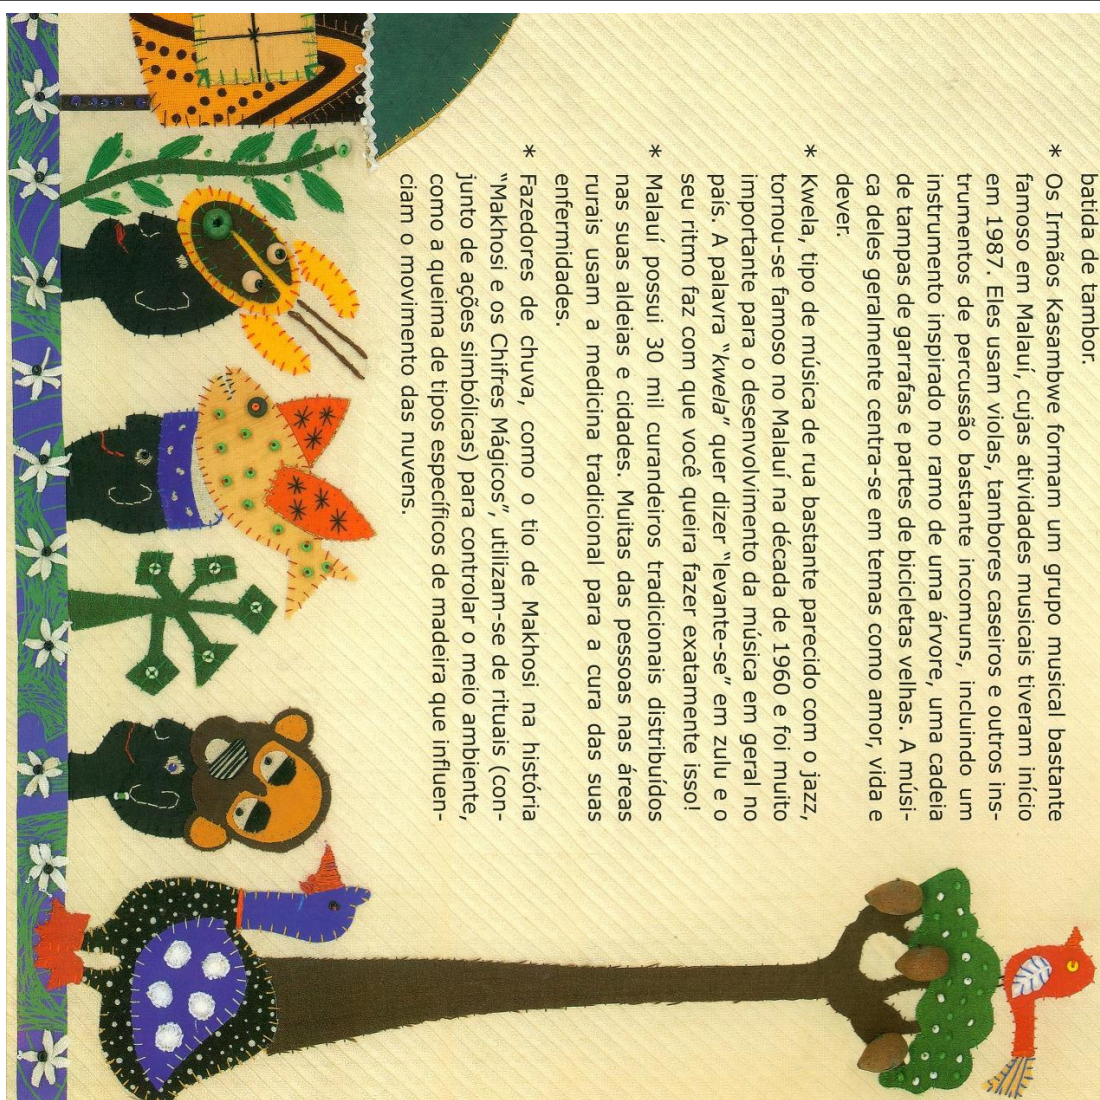 batida de tambor.
* Os Irmãos Kasambwe formam um grupo musical bastante
famoso em Malauí, cujas atividades musicais tiveram início
em 1987. Eles usam violas, tambores caseiros e outros ins-
trumentos de percussão bastante incomuns, incluindo um
instrumento inspirado no ramo de uma árvore, uma cadeia
de tampas de garrafas e partes de bicicletas velhas. A músi-
ca deles geralmente centra-se em temas como amor, vida e
dever.
* Kwela, tipo de música de rua bastante parecido com o jazz,
tornou-se famoso no Malauí na década de 1960 e foi muito
importante para o desenvolvimento da música em geral no
país. A palavra "kwela" quer dizer "levante-se" em zulu e o
seu ritmo faz com que você queira fazer exatamente isso!
* Malauí possui 30 mil curandeiros tradicionais distribuídos
nas suas aldeias e cidades. Muitas das pessoas nas áreas
rurais usam a medicina tradicional para a cura das suas
enfermidades.
* Fazedores de chuva, como o tio de Makhosi na história
"Makhosi e os Chifres Mágicos", utilizam-se de rituais (con-
junto de ações simbólicas) para controlar o meio ambiente,
como a queima de tipos específicos de madeira que influen-
ciam o movimento das nuvens.